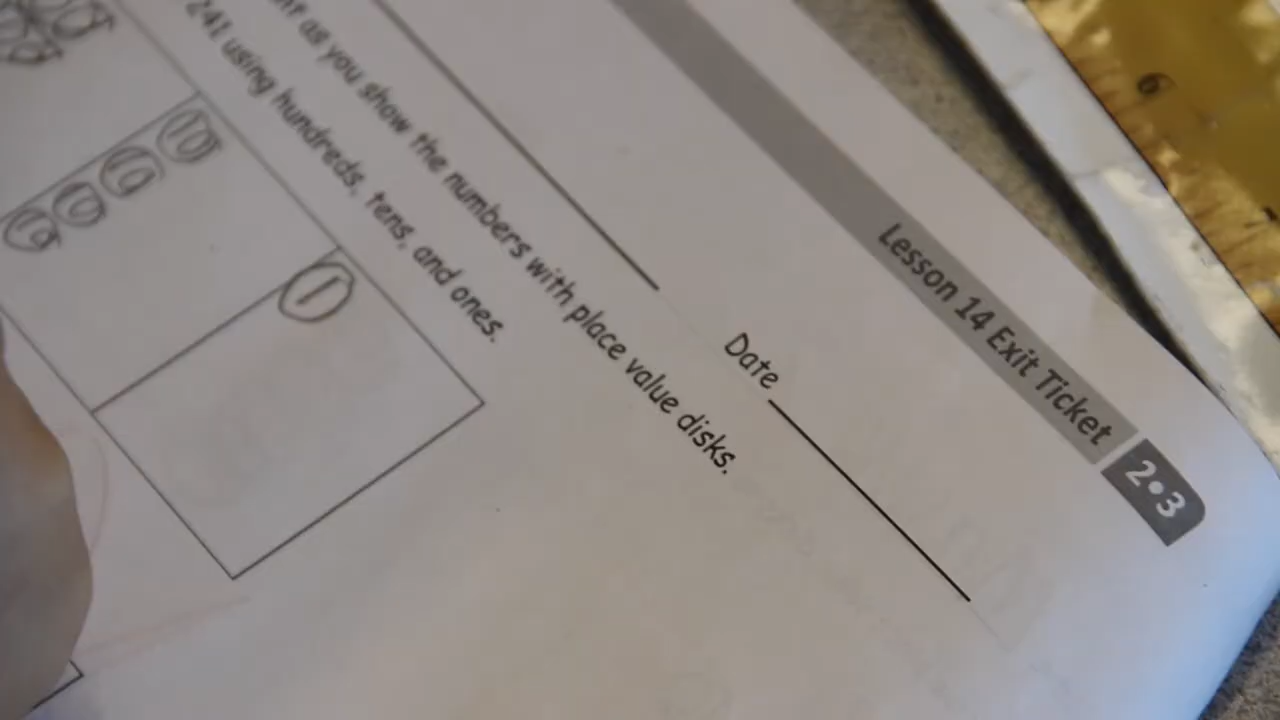 Lesson 14 Exit Ticket 2•3
Date
as you show the numbers with place value disks.
241 using hundreds, tens, and ones.
10
10
10
10
1
6